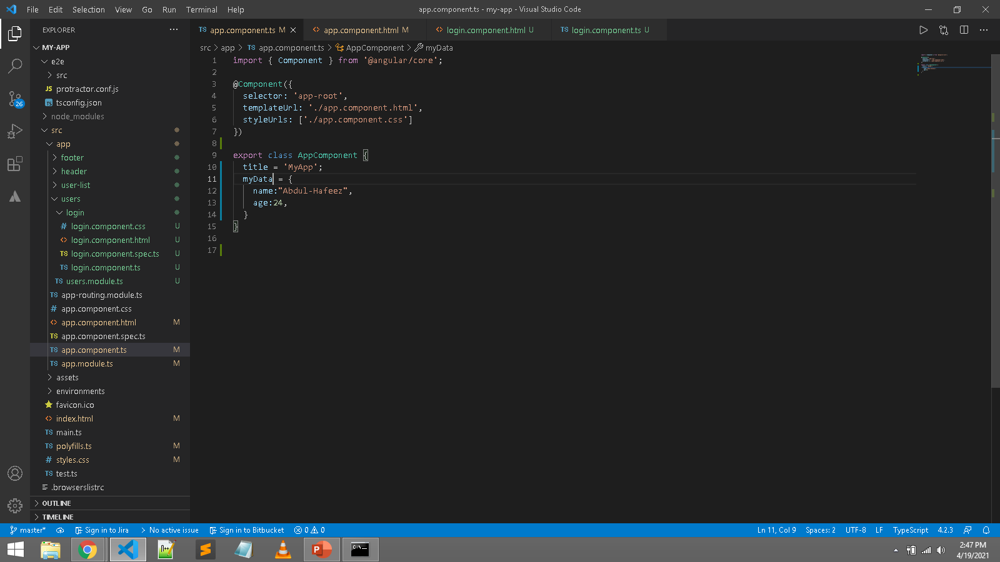 File Edit Selection View Go Run Terminal Help
app.component.ts - my-app - Visual Studio Code
EXPLORER
MY-APP
e2e
src
JS protractor.conf.js
TS tsconfig.json
node_modules
src
app
footer
header
user-list
users
login
# login.component.css U
<> login.component.html U
TS login.component.spec.ts U
TS login.component.ts U
TS users.module.ts U
TS app-routing.module.ts
# app.component.css
<> app.component.html M
TS app.component.spec.ts
TS app.component.ts M
TS app.module.ts M
assets
environments
favicon.ico
<> index.html M
TS main.ts
TS polyfills.ts M
# styles.css M
TS test.ts
.browserslistrc
OUTLINE
TIMELINE
26
TS app.component.ts M
<> app.component.html M
<> login.component.html U
TS login.component.ts U
src > app > TS app.component.ts > AppComponent > myData
1 import { Component } from '@angular/core';
2
3 @Component({
4 selector: 'app-root',
5 templateUrl: './app.component.html',
6 styleUrls: ['./app.component.css']
7 })
8
9 export class AppComponent {
10 title = 'MyApp';
11 myData = {
12 name:"Abdul-Hafeez",
13 age:24,
14 }
15 }
16
17
master* Sign in to Jira > No active issue Sign in to Bitbucket 0 0
Ln 11, Col 9 Spaces: 2 UTF-8 LF TypeScript 4.2.3
2:47 PM
4/19/2021